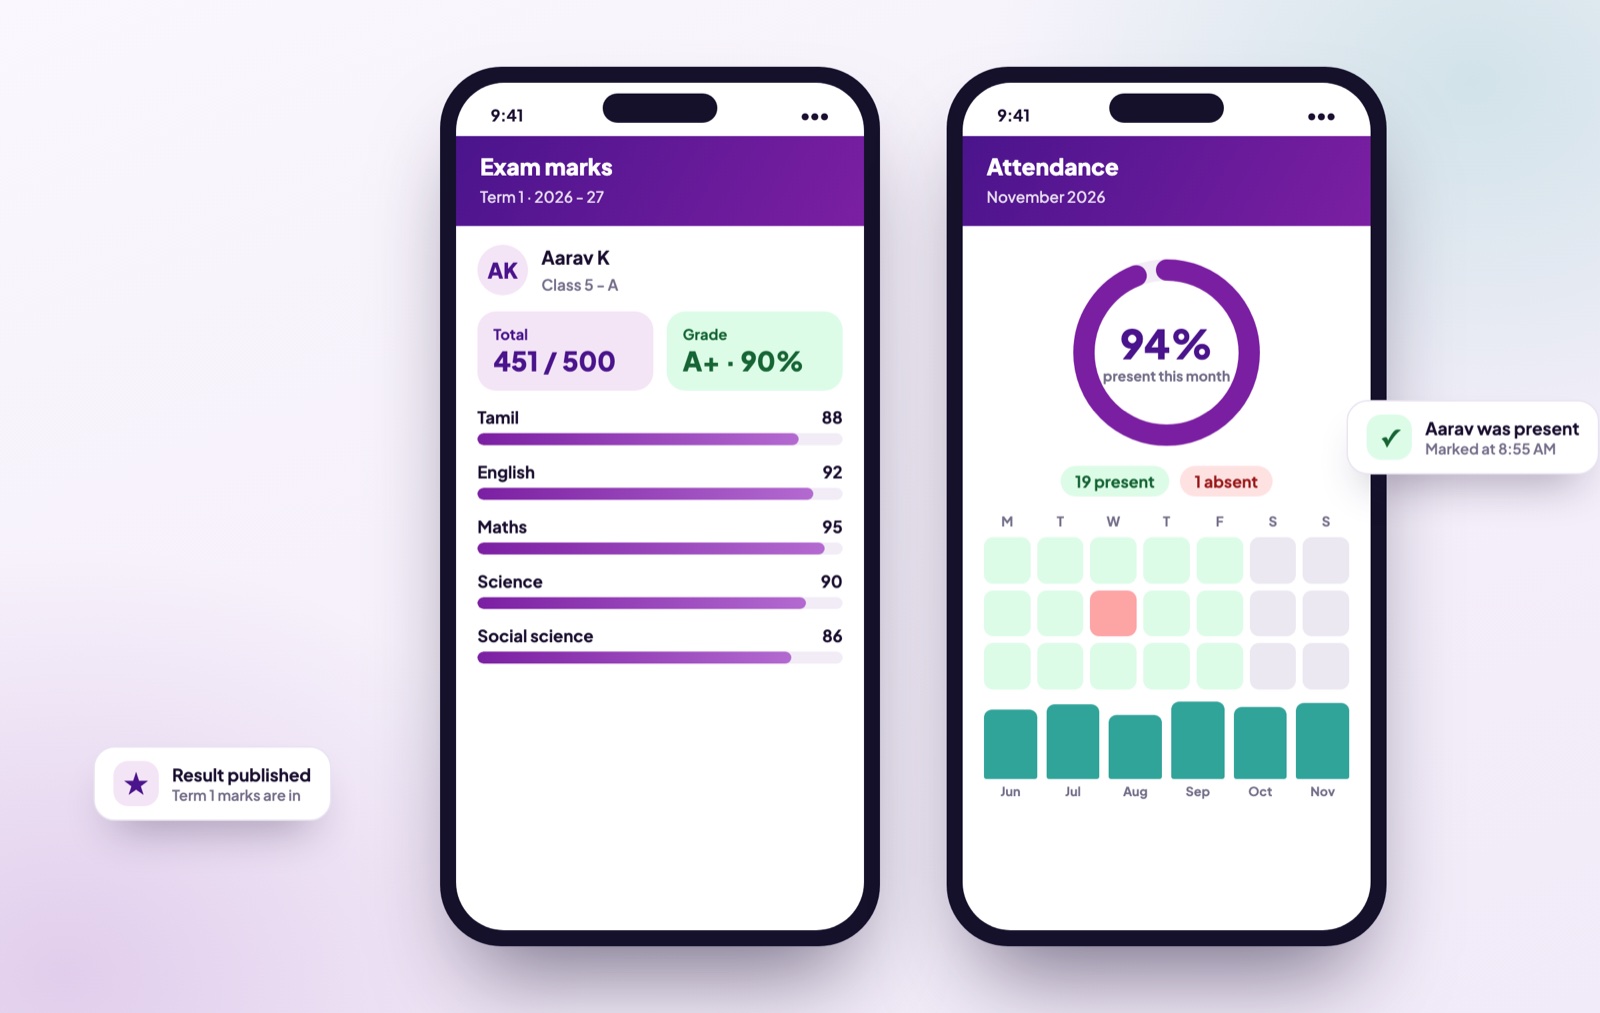 9:41
Exam marks
Term 1 · 2026 - 27
AK
Aarav K
Class 5 - A
Total
451 / 500
Grade
A+ · 90%
Tamil 88
English 92
Maths 95
Science 90
Social science 86
Result published
Term 1 marks are in
9:41
Attendance
November 2026
94%
present this month
19 present 1 absent
M T W T F S S
Jun Jul Aug Sep Oct Nov
Aarav was present
Marked at 8:55 AM